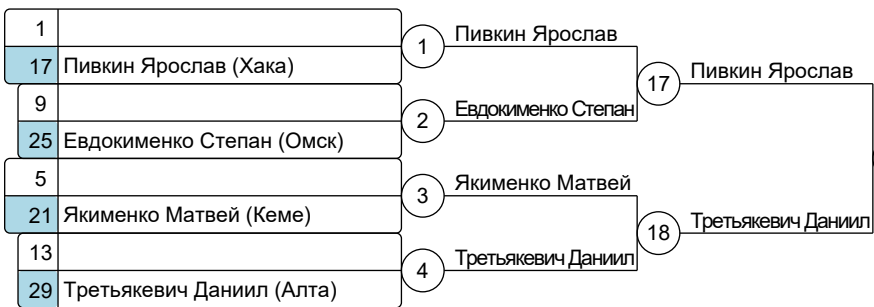 1
17 Пивкин Ярослав (Хака)
9
25 Евдокименко Степан (Омск)
5
21 Якименко Матвей (Кеме)
13
29 Третьякевич Даниил (Алта)
1
Пивкин Ярослав
2
Евдокименко Степан
3
Якименко Матвей
4
Третьякевич Даниил
17
Пивкин Ярослав
18
Третьякевич Даниил